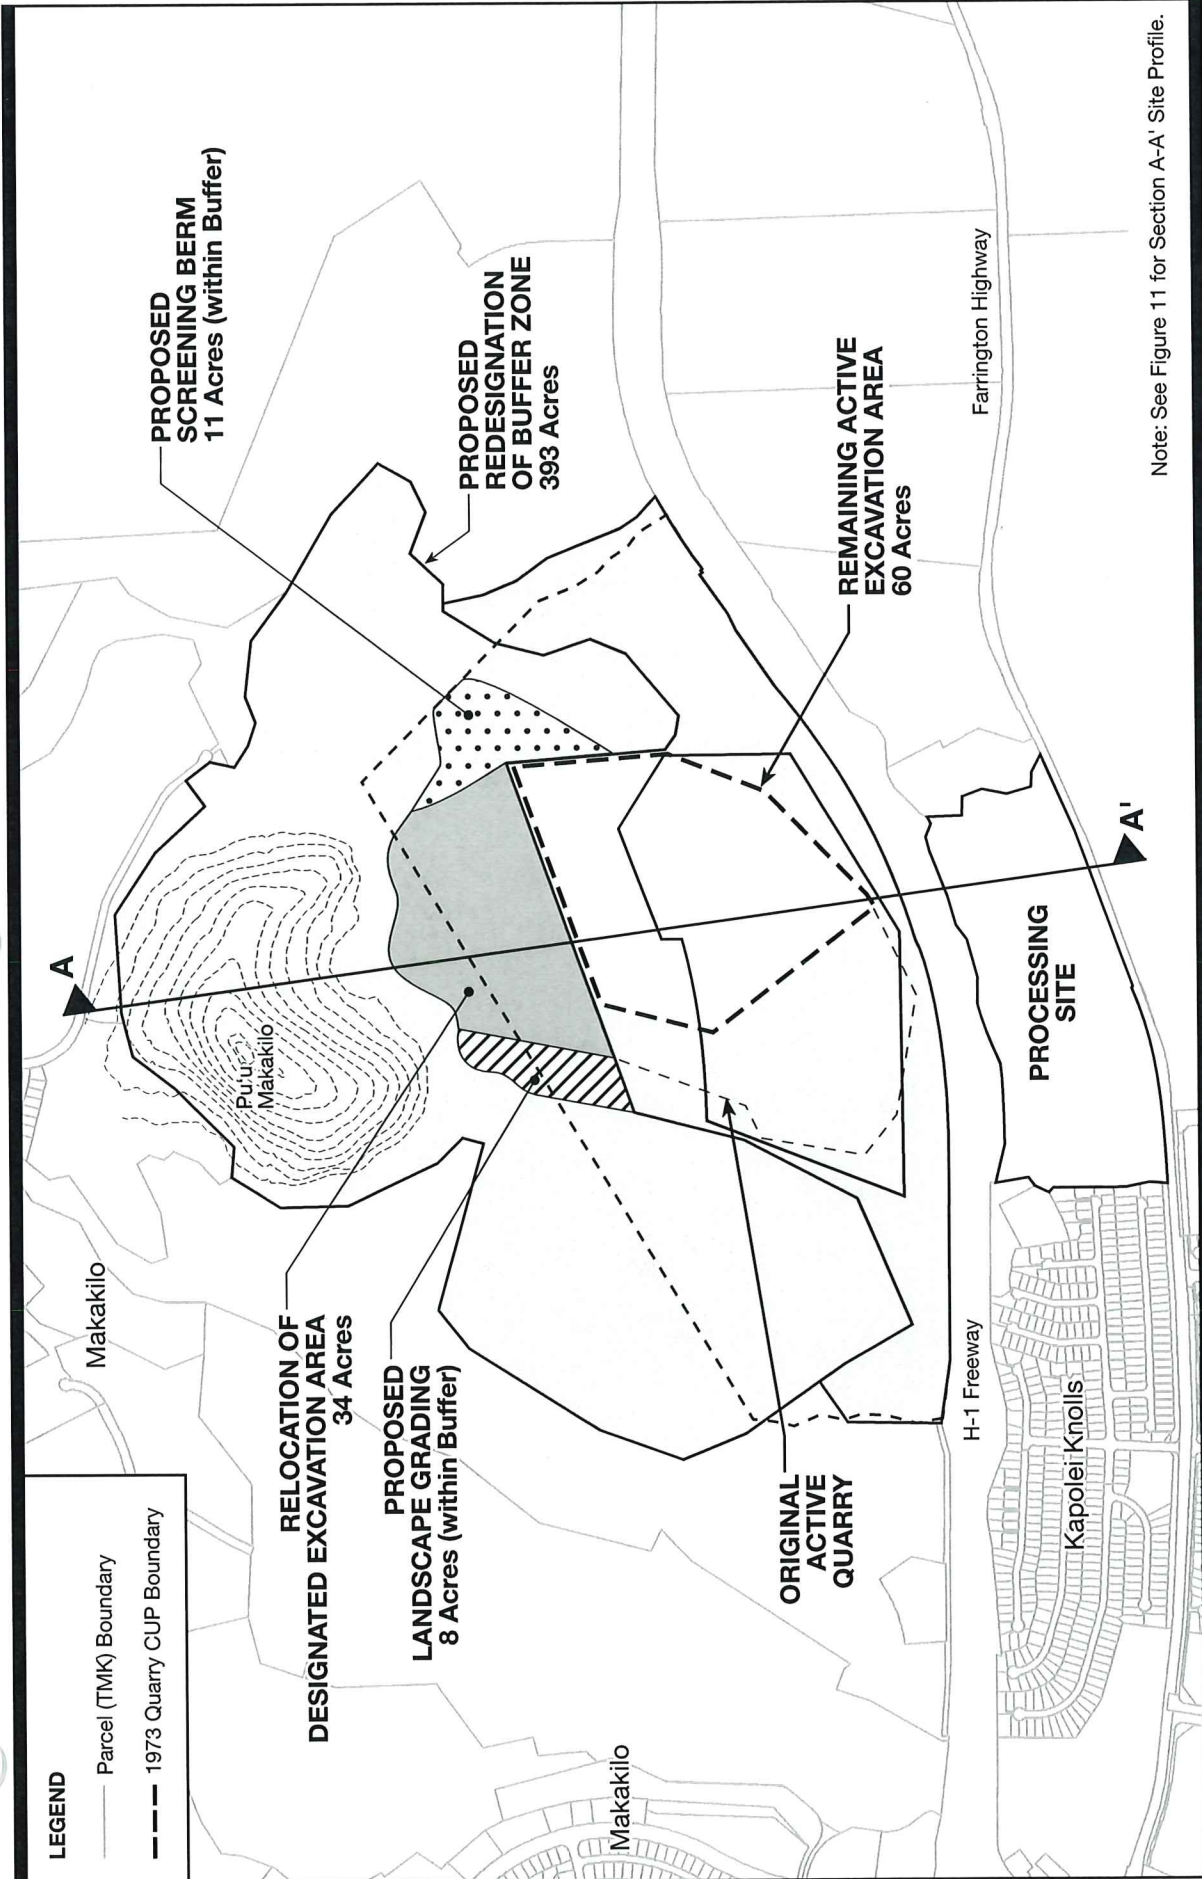 LEGEND
Parcel (TMK) Boundary
1973 Quarry CUP Boundary
Makakilo
Makakilo
Pu'u
Makakilo
A
RELOCATION OF
DESIGNATED EXCAVATION AREA
34 Acres
PROPOSED
LANDSCAPE GRADING
8 Acres (within Buffer)
ORIGINAL
ACTIVE
QUARRY
PROPOSED
SCREENING BERM
11 Acres (within Buffer)
PROPOSED
REDESIGNATION
OF BUFFER ZONE
393 Acres
REMAINING ACTIVE
EXCAVATION AREA
60 Acres
H-1 Freeway
Kapolei Knolls
PROCESSING
SITE
A'
Farrington Highway
Note: See Figure 11 for Section A-A' Site Profile.